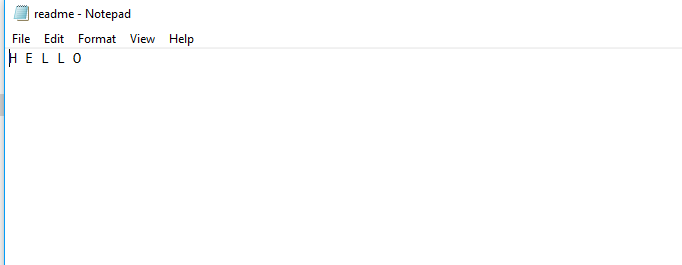 readme - Notepad
File Edit Format View Help
H E L L O